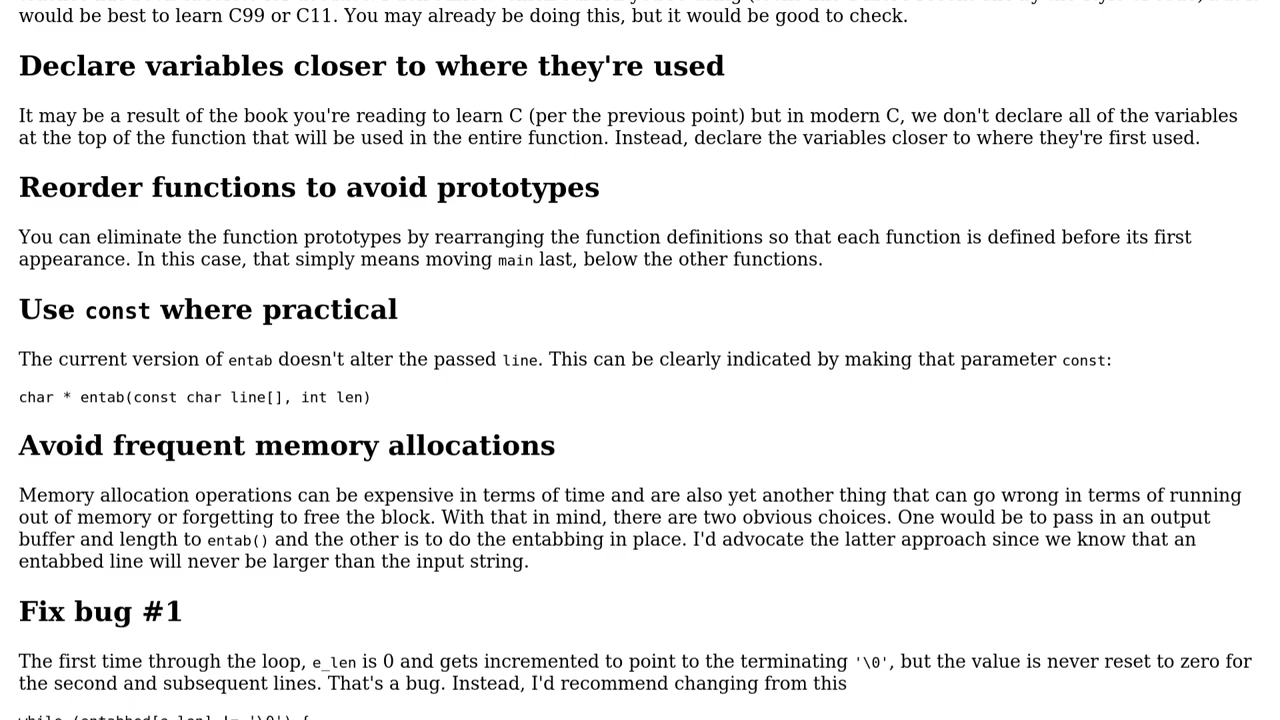 would be best to learn C99 or C11. You may already be doing this, but it would be good to check.
Declare variables closer to where they're used
It may be a result of the book you're reading to learn C (per the previous point) but in modern C, we don't declare all of the variables
at the top of the function that will be used in the entire function. Instead, declare the variables closer to where they're first used.
Reorder functions to avoid prototypes
You can eliminate the function prototypes by rearranging the function definitions so that each function is defined before its first
appearance. In this case, that simply means moving main last, below the other functions.
Use const where practical
The current version of entab doesn't alter the passed line. This can be clearly indicated by making that parameter const:
char * entab(const char line[], int len)
Avoid frequent memory allocations
Memory allocation operations can be expensive in terms of time and are also yet another thing that can go wrong in terms of running
out of memory or forgetting to free the block. With that in mind, there are two obvious choices. One would be to pass in an output
buffer and length to entab() and the other is to do the entabbing in place. I'd advocate the latter approach since we know that an
entabbed line will never be larger than the input string.
Fix bug #1
The first time through the loop, e_len is 0 and gets incremented to point to the terminating '\0', but the value is never reset to zero for
the second and subsequent lines. That's a bug. Instead, I'd recommend changing from this
while (entabbed[e_len] != '\0') {